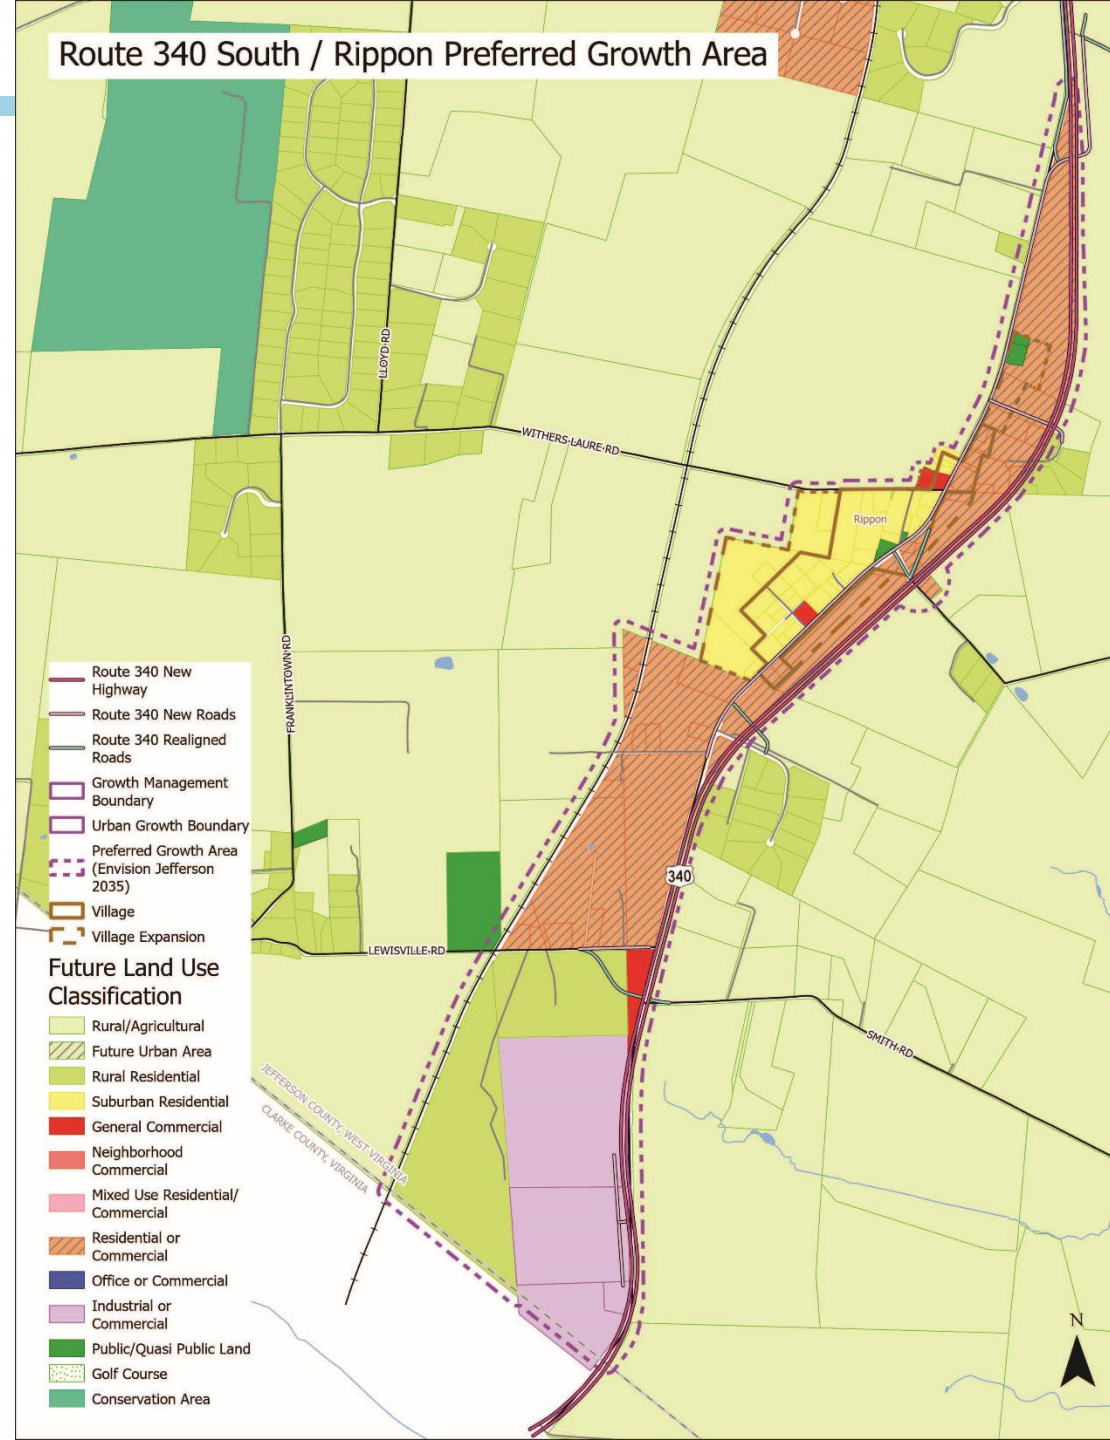 Route 340 South / Rippon Preferred Growth Area
LLOYD RD
WITHERS-LAURE-RD
Rippon
FRANKLINTOWN-RD
Route 340 New
Highway
Route 340 New Roads
Route 340 Realigned
Roads
Growth Management
Boundary
Urban Growth Boundary
Preferred Growth Area
(Envision Jefferson
2035)
Village
Village Expansion
340
LEWISVILLE-RD
SMITH-RD
JEFFERSON COUNTY, WEST VIRGINIA
CLARKE COUNTY, VIRGINIA
Future Land Use
Classification
Rural/Agricultural
Future Urban Area
Rural Residential
Suburban Residential
General Commercial
Neighborhood
Commercial
Mixed Use Residential/
Commercial
Residential or
Commercial
Office or Commercial
Industrial or
Commercial
Public/Quasi Public Land
Golf Course
Conservation Area
N